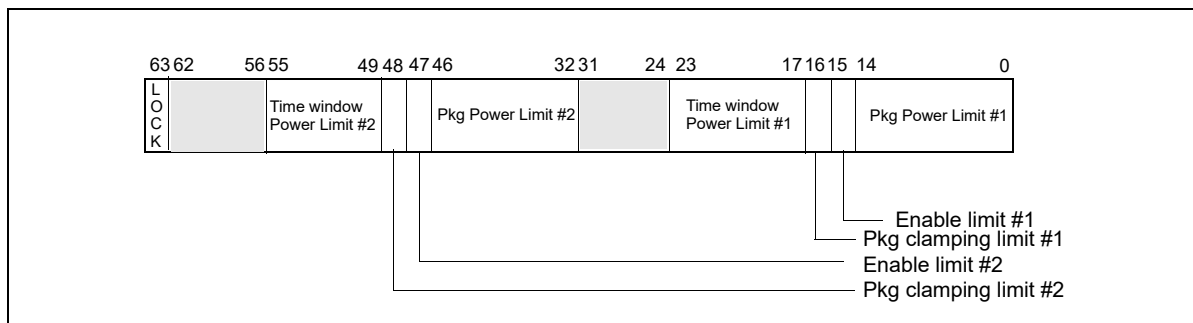 63 62 56 55 49 48 47 46 32 31 24 23 17 16 15 14 0
L
O
C
K
Time window
Power Limit #2
Pkg Power Limit #2
Time window
Power Limit #1
Pkg Power Limit #1
Enable limit #1
Pkg clamping limit #1
Enable limit #2
Pkg clamping limit #2